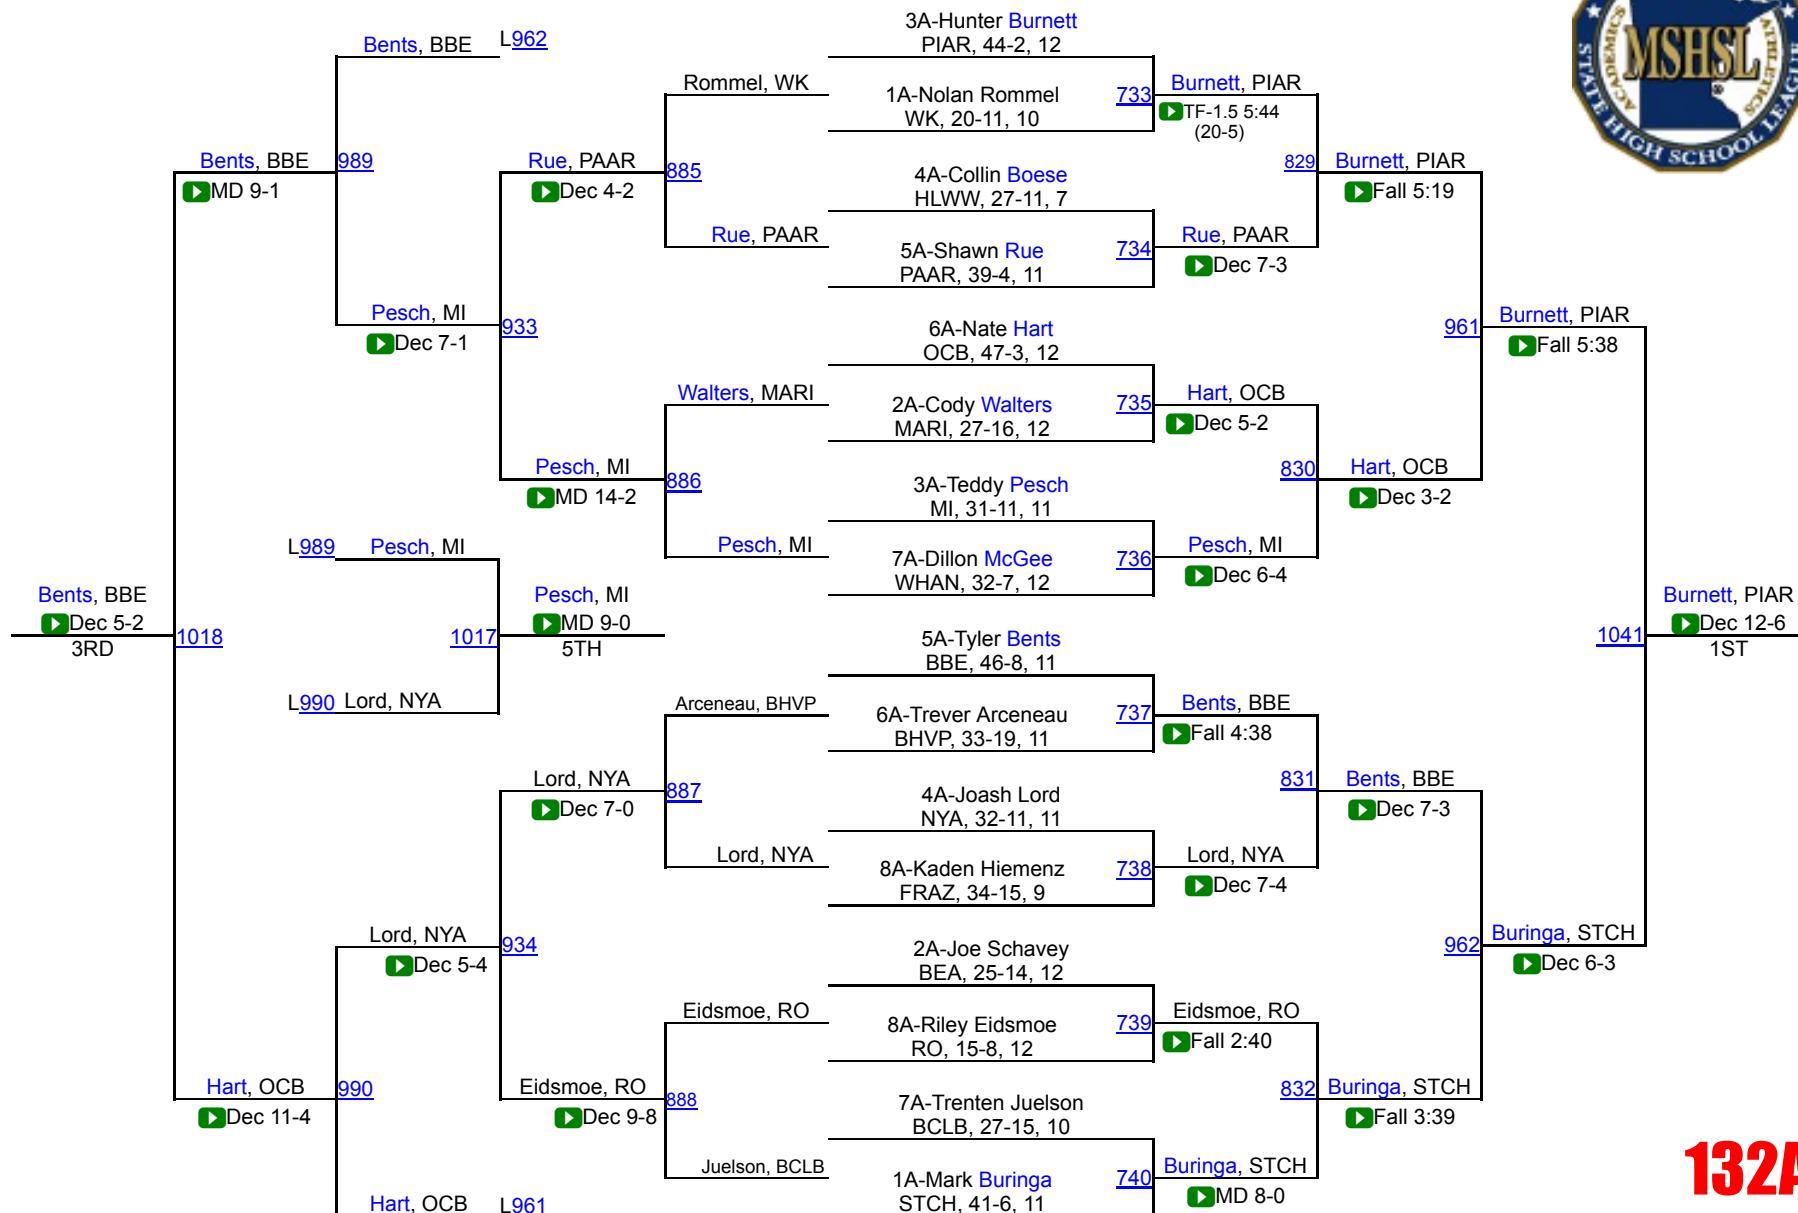 3A-Hunter Burnett
PIAR, 44-2, 12
Bents, BBE
L962
Rommel, WK
1A-Nolan Rommel
WK, 20-11, 10
733
Burnett, PIAR
TF-1.5 5:44
(20-5)
Bents, BBE
MD 9-1
989
Rue, PAAR
Dec 4-2
885
4A-Collin Boese
HLWW, 27-11, 7
829
Burnett, PIAR
Fall 5:19
Rue, PAAR
5A-Shawn Rue
PAAR, 39-4, 11
734
Rue, PAAR
Dec 7-3
Pesch, MI
Dec 7-1
933
6A-Nate Hart
OCB, 47-3, 12
961
Burnett, PIAR
Fall 5:38
Walters, MARI
2A-Cody Walters
MARI, 27-16, 12
735
Hart, OCB
Dec 5-2
Pesch, MI
MD 14-2
886
3A-Teddy Pesch
MI, 31-11, 11
830
Hart, OCB
Dec 3-2
L989 Pesch, MI
Pesch, MI
7A-Dillon McGee
WHAN, 32-7, 12
736
Pesch, MI
Dec 6-4
Bents, BBE
Dec 5-2
3RD
1018
1017
Pesch, MI
MD 9-0
5TH
5A-Tyler Bents
BBE, 46-8, 11
1041
Burnett, PIAR
Dec 12-6
1ST
L990 Lord, NYA
Arceneau, BHVP
6A-Trever Arceneau
BHVP, 33-19, 11
737
Bents, BBE
Fall 4:38
Lord, NYA
Dec 7-0
887
4A-Joash Lord
NYA, 32-11, 11
831
Bents, BBE
Dec 7-3
Lord, NYA
8A-Kaden Hiemenz
FRAZ, 34-15, 9
738
Lord, NYA
Dec 7-4
Lord, NYA
Dec 5-4
934
2A-Joe Schavey
BEA, 25-14, 12
962
Buringa, STCH
Dec 6-3
Eidsmoe, RO
8A-Riley Eidsmoe
RO, 15-8, 12
739
Eidsmoe, RO
Fall 2:40
Hart, OCB
Dec 11-4
990
Eidsmoe, RO
Dec 9-8
888
7A-Trenten Juelson
BCLB, 27-15, 10
832
Buringa, STCH
Fall 3:39
Juelson, BCLB
1A-Mark Buringa
STCH, 41-6, 11
740
Buringa, STCH
MD 8-0
Hart, OCB
L961
132A
MSHSL
ACADEMICS
ATHLETICS
STATE HIGH SCHOOL LEAGUE